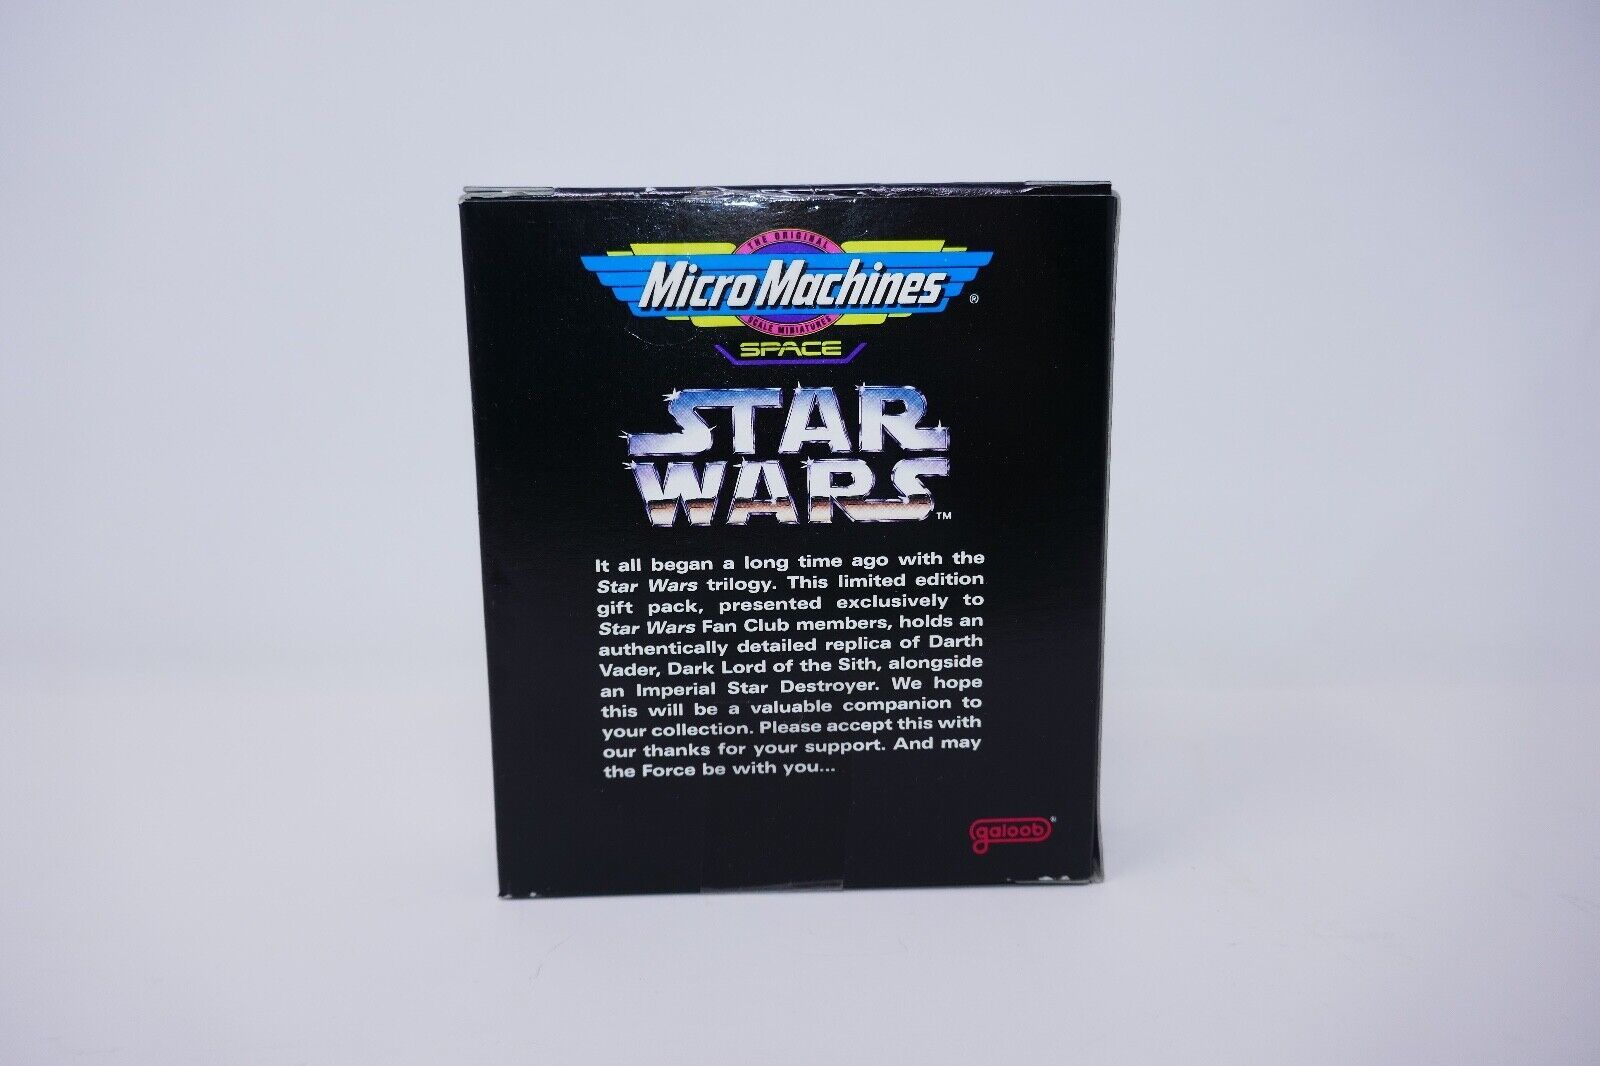 THE ORIGINAL
Micro Machines ®
SCALE MINIATURES
SPACE
STAR
WARS ™
It all began a long time ago with the
Star Wars trilogy. This limited edition
gift pack, presented exclusively to
Star Wars Fan Club members, holds an
authentically detailed replica of Darth
Vader, Dark Lord of the Sith, alongside
an Imperial Star Destroyer. We hope
this will be a valuable companion to
your collection. Please accept this with
our thanks for your support. And may
the Force be with you...
galoob ®